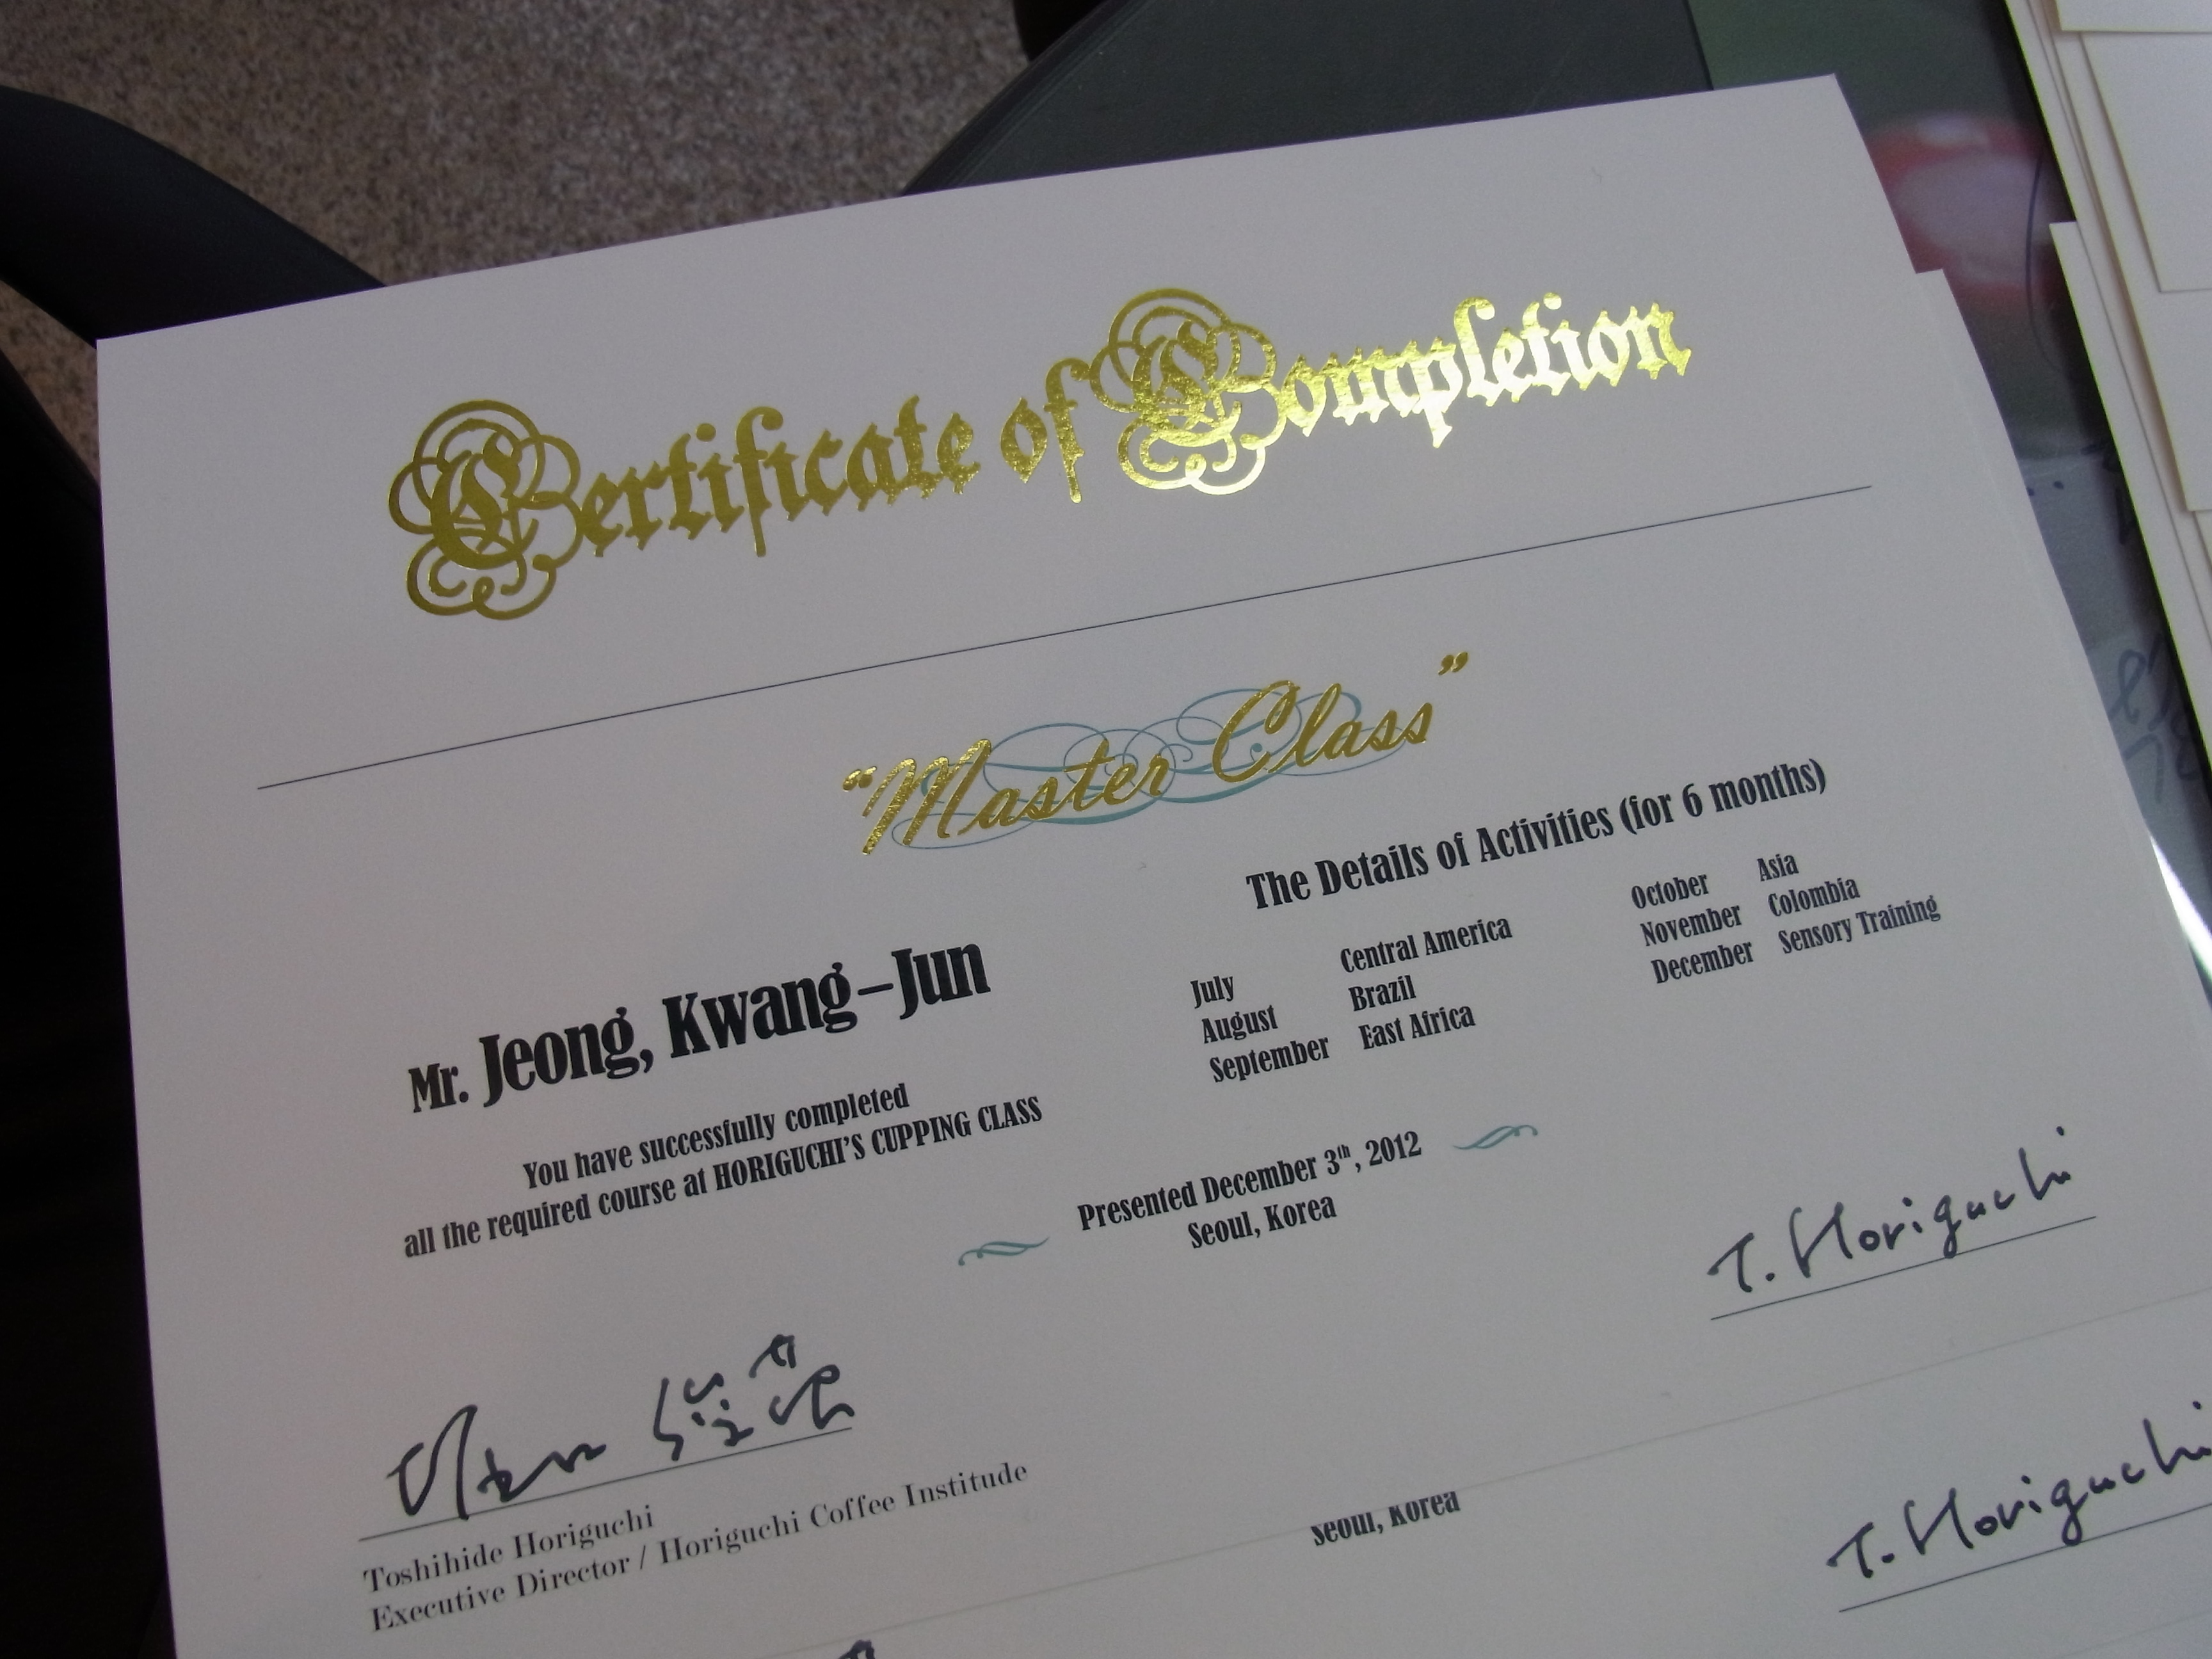 Certificate of Completion
“Master Class”
Mr. Jeong, Kwang-Jun
You have successfully completed
all the required course at HORIGUCHI’S CUPPING CLASS
The Details of Activities (for 6 months)
July Central America
August Brazil
September East Africa
October Asia
November Colombia
December Sensory Training
Presented December 3th, 2012
Seoul, Korea
T. Horiguchi
Toshihide Horiguchi
Executive Director / Horiguchi Coffee Institude
Seoul, Korea
T. Horiguchi